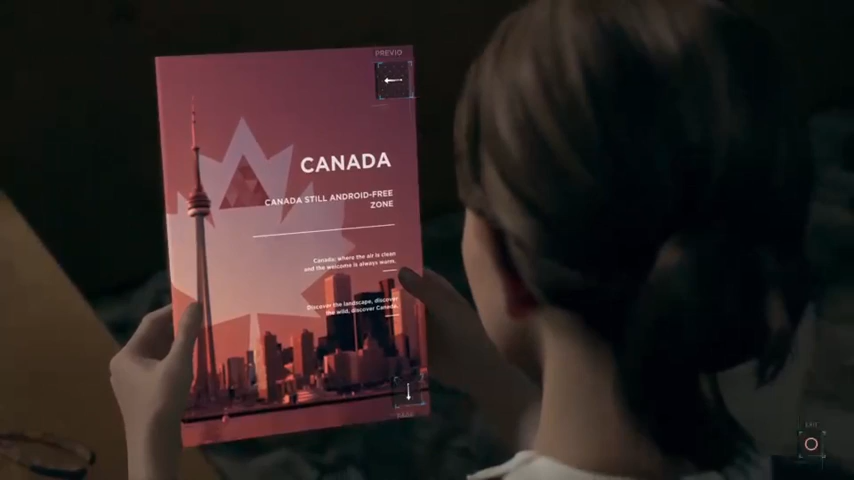 PREVIO
CANADA
CANADA STILL ANDROID-FREE
ZONE
Canada: where the air is clean
and the welcome is always warm.
Discover the landscape, discover
the wild, discover Canada.